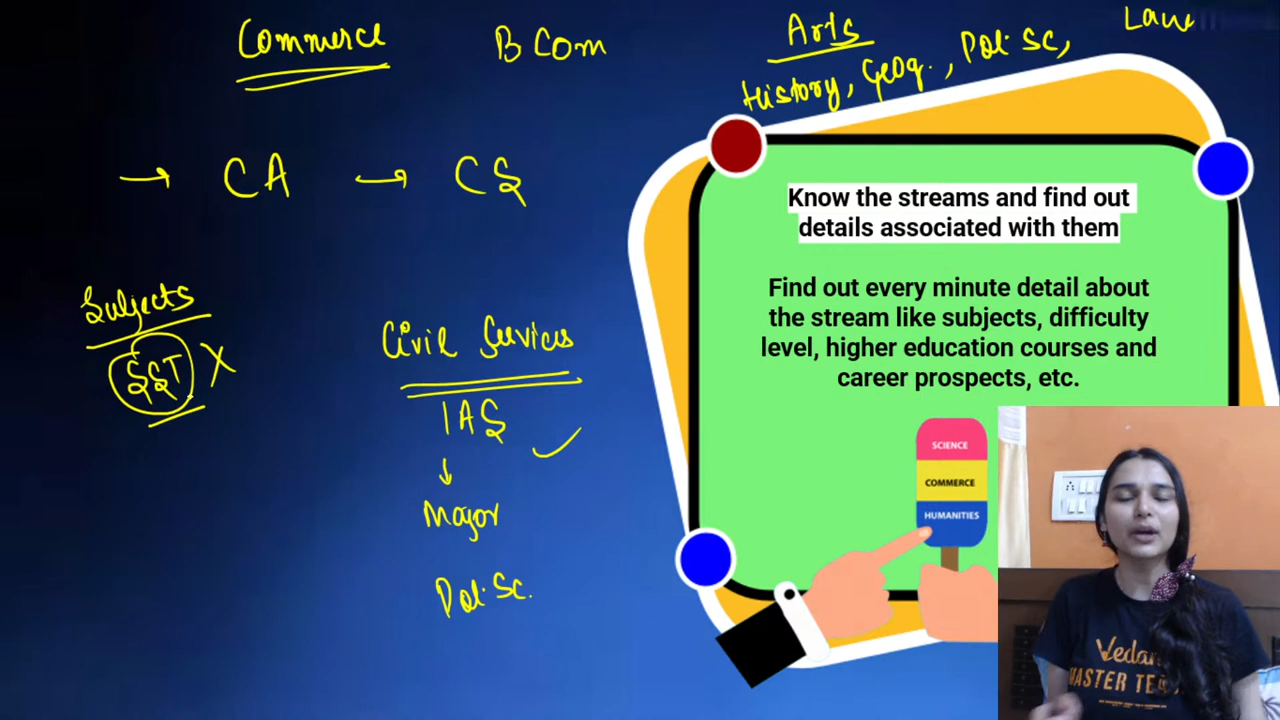 Commerce
B Com
Arts
History, Geog., Pol. Sc,
Law
→ CA → CS
Subjects
SST X
Civil Services
IAS
↓
Major
Pol. Sc.
Know the streams and find out
details associated with them
Find out every minute detail about
the stream like subjects, difficulty
level, higher education courses and
career prospects, etc.
SCIENCE
COMMERCE
HUMANITIES
Vedan
MASTER TEA